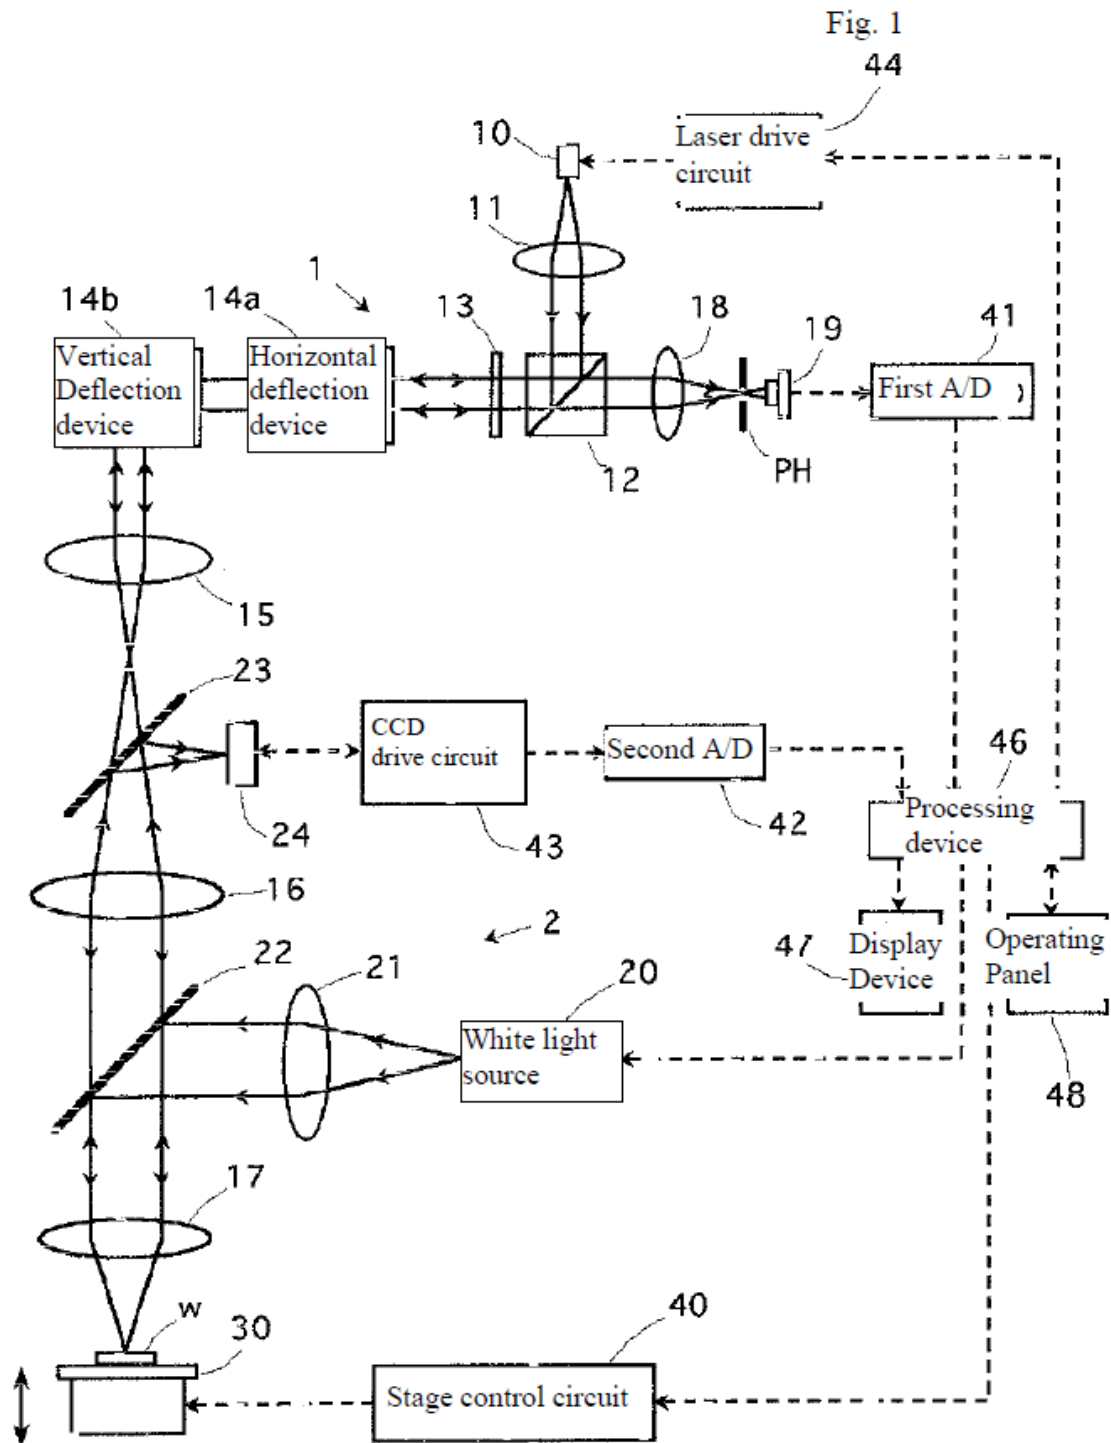 Fig. 1
44
10
Laser drive
circuit
11
1
14b
14a
13
18
19
41
Vertical
Deflection
device
Horizontal
deflection
device
First A/D
)
12
PH
15
23
CCD
drive circuit
Second A/D
46
24
43
42
Processing
device
16
2
47
Display
Device
Operating
Panel
22
21
20
White light
source
48
17
w
30
40
Stage control circuit